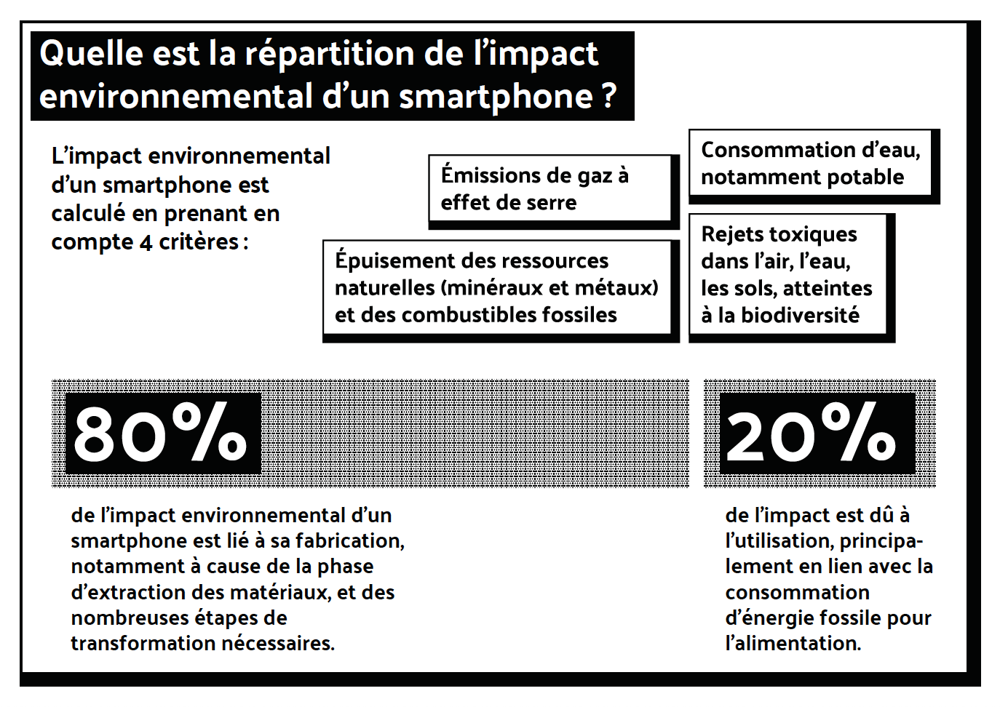 Quelle est la répartition de l’impact
environnemental d’un smartphone ?
L’impact environnemental
d’un smartphone est
calculé en prenant en
compte 4 critères :
Émissions de gaz à
effet de serre
Consommation d’eau,
notamment potable
Épuisement des ressources
naturelles (minéraux et métaux)
et des combustibles fossiles
Rejets toxiques
dans l’air, l’eau,
les sols, atteintes
à la biodiversité
80%
de l’impact environnemental d’un
smartphone est lié à sa fabrication,
notamment à cause de la phase
d’extraction des matériaux, et des
nombreuses étapes de
transformation nécessaires.
20%
de l’impact est dû à
l’utilisation, principa-
lement en lien avec la
consommation
d’énergie fossile pour
l’alimentation.